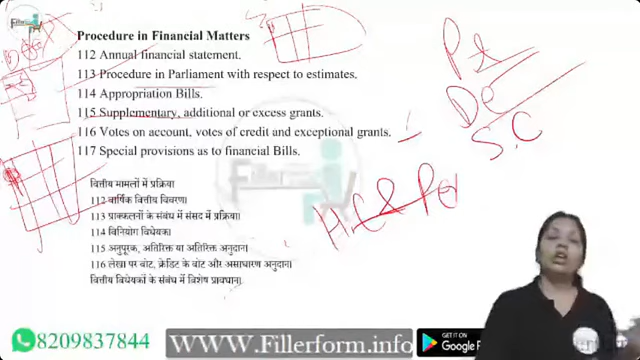 Fillerform
Procedure in Financial Matters
112 Annual financial statement.
113 Procedure in Parliament with respect to estimates.
114 Appropriation Bills.
115 Supplementary, additional or excess grants.
116 Votes on account, votes of credit and exceptional grants.
117 Special provisions as to financial Bills.
वित्तीय मामलों में प्रक्रिया
112 वार्षिक वित्तीय विवरण।
113 प्राक्कलनों के संबंध में संसद में प्रक्रिया।
114 विनियोग विधेयक।
115 अनुपूरक, अतिरिक्त या अतिरिक्त अनुदान।
116 लेखा पर वोट, क्रेडिट के वोट और असाधारण अनुदान।
वित्तीय विधेयकों के संबंध में विशेष प्रावधान।
S.C
8209837844
WWW.Fillerform.info
GET IT ON
Google